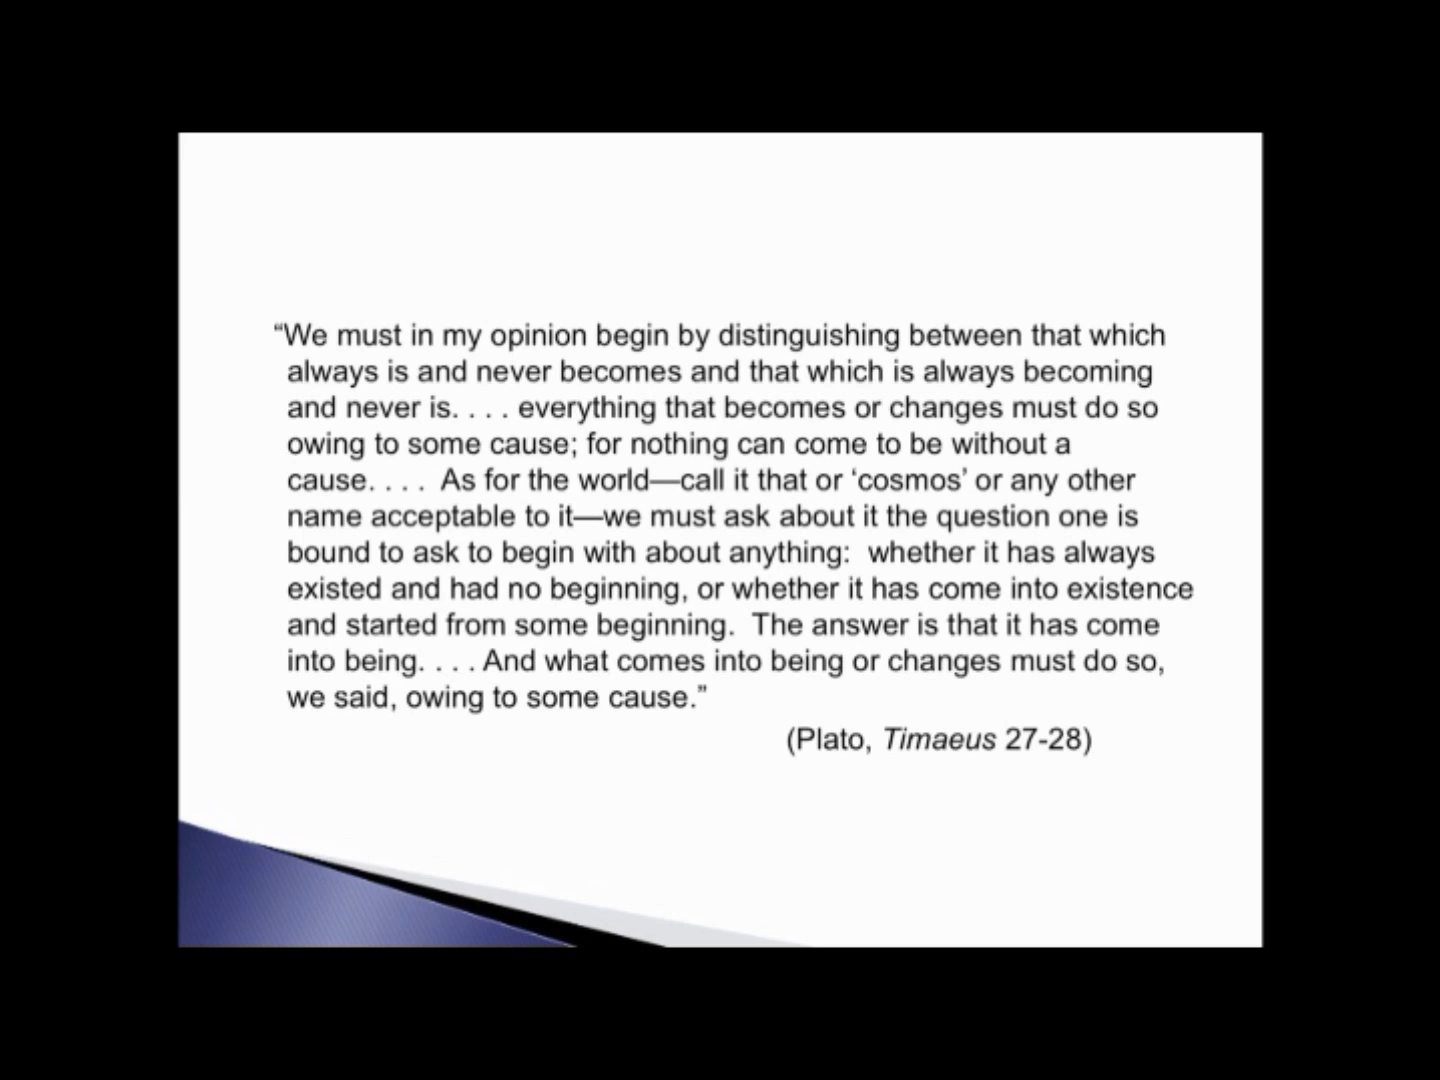 “We must in my opinion begin by distinguishing between that which
always is and never becomes and that which is always becoming
and never is. . . . everything that becomes or changes must do so
owing to some cause; for nothing can come to be without a
cause. . . .  As for the world—call it that or ‘cosmos’ or any other
name acceptable to it—we must ask about it the question one is
bound to ask to begin with about anything:  whether it has always
existed and had no beginning, or whether it has come into existence
and started from some beginning.  The answer is that it has come
into being. . . . And what comes into being or changes must do so,
we said, owing to some cause.”
(Plato, Timaeus 27-28)